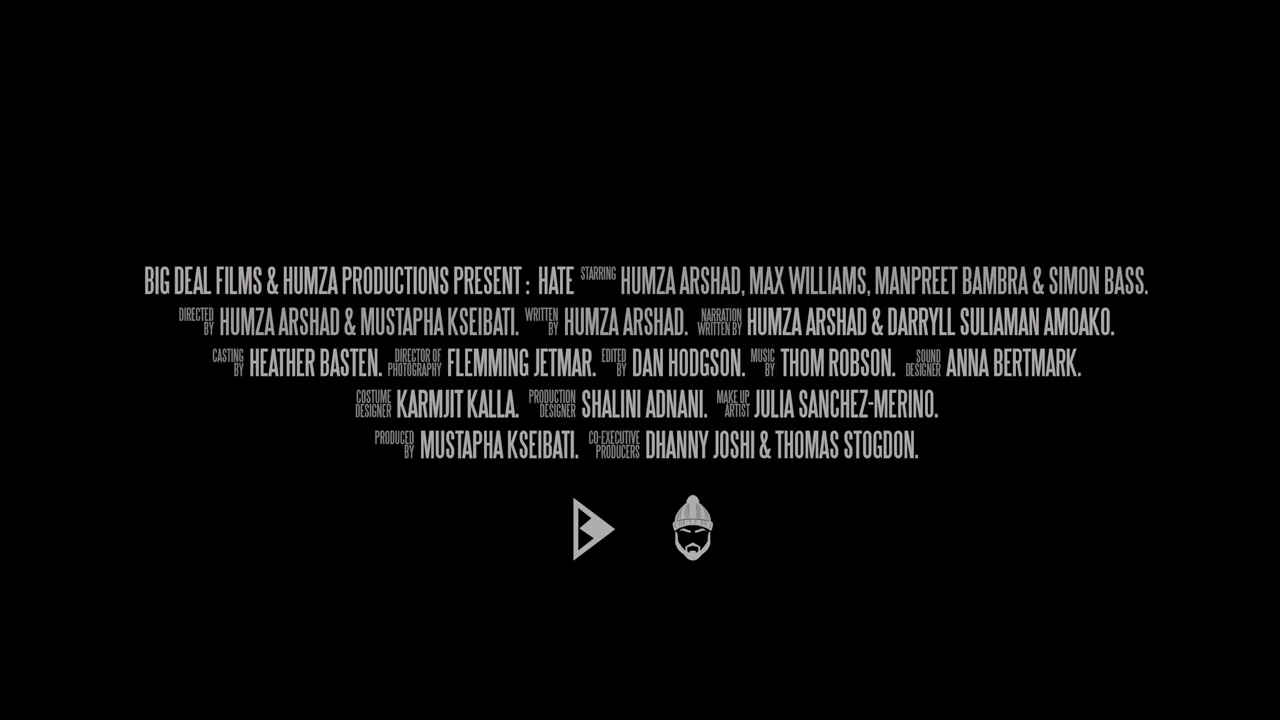 BIG DEAL FILMS & HUMZA PRODUCTIONS PRESENT : HATE STARRING HUMZA ARSHAD, MAX WILLIAMS, MANPREET BAMBRA & SIMON BASS.
DIRECTED BY HUMZA ARSHAD & MUSTAPHA KSEIBATI. WRITTEN BY HUMZA ARSHAD. NARRATION WRITTEN BY HUMZA ARSHAD & DARRYLL SULIAMAN AMOAKO.
CASTING BY HEATHER BASTEN. DIRECTOR OF PHOTOGRAPHY FLEMMING JETMAR. EDITED BY DAN HODGSON. MUSIC BY THOM ROBSON. SOUND DESIGNER ANNA BERTMARK.
COSTUME DESIGNER KARMJIT KALLA. PRODUCTION DESIGNER SHALINI ADNANI. MAKE UP ARTIST JULIA SANCHEZ-MERINO.
PRODUCED BY MUSTAPHA KSEIBATI. CO-EXECUTIVE PRODUCERS DHANNY JOSHI & THOMAS STOGDON.